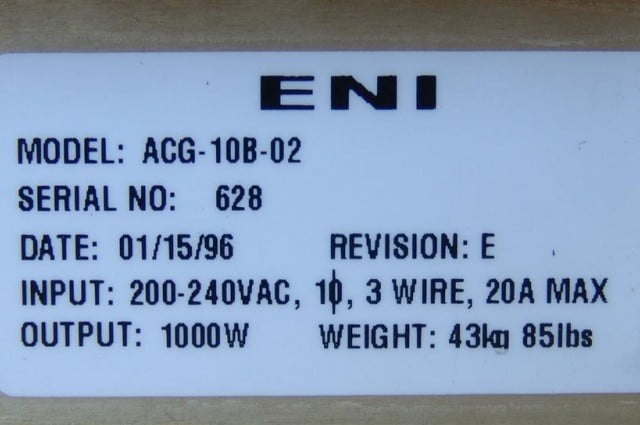 ENI
MODEL: ACG-10B-02
SERIAL NO: 628
DATE: 01/15/96 REVISION: E
INPUT: 200-240VAC, 1ϕ, 3 WIRE, 20A MAX
OUTPUT: 1000W WEIGHT: 43kg 85lbs